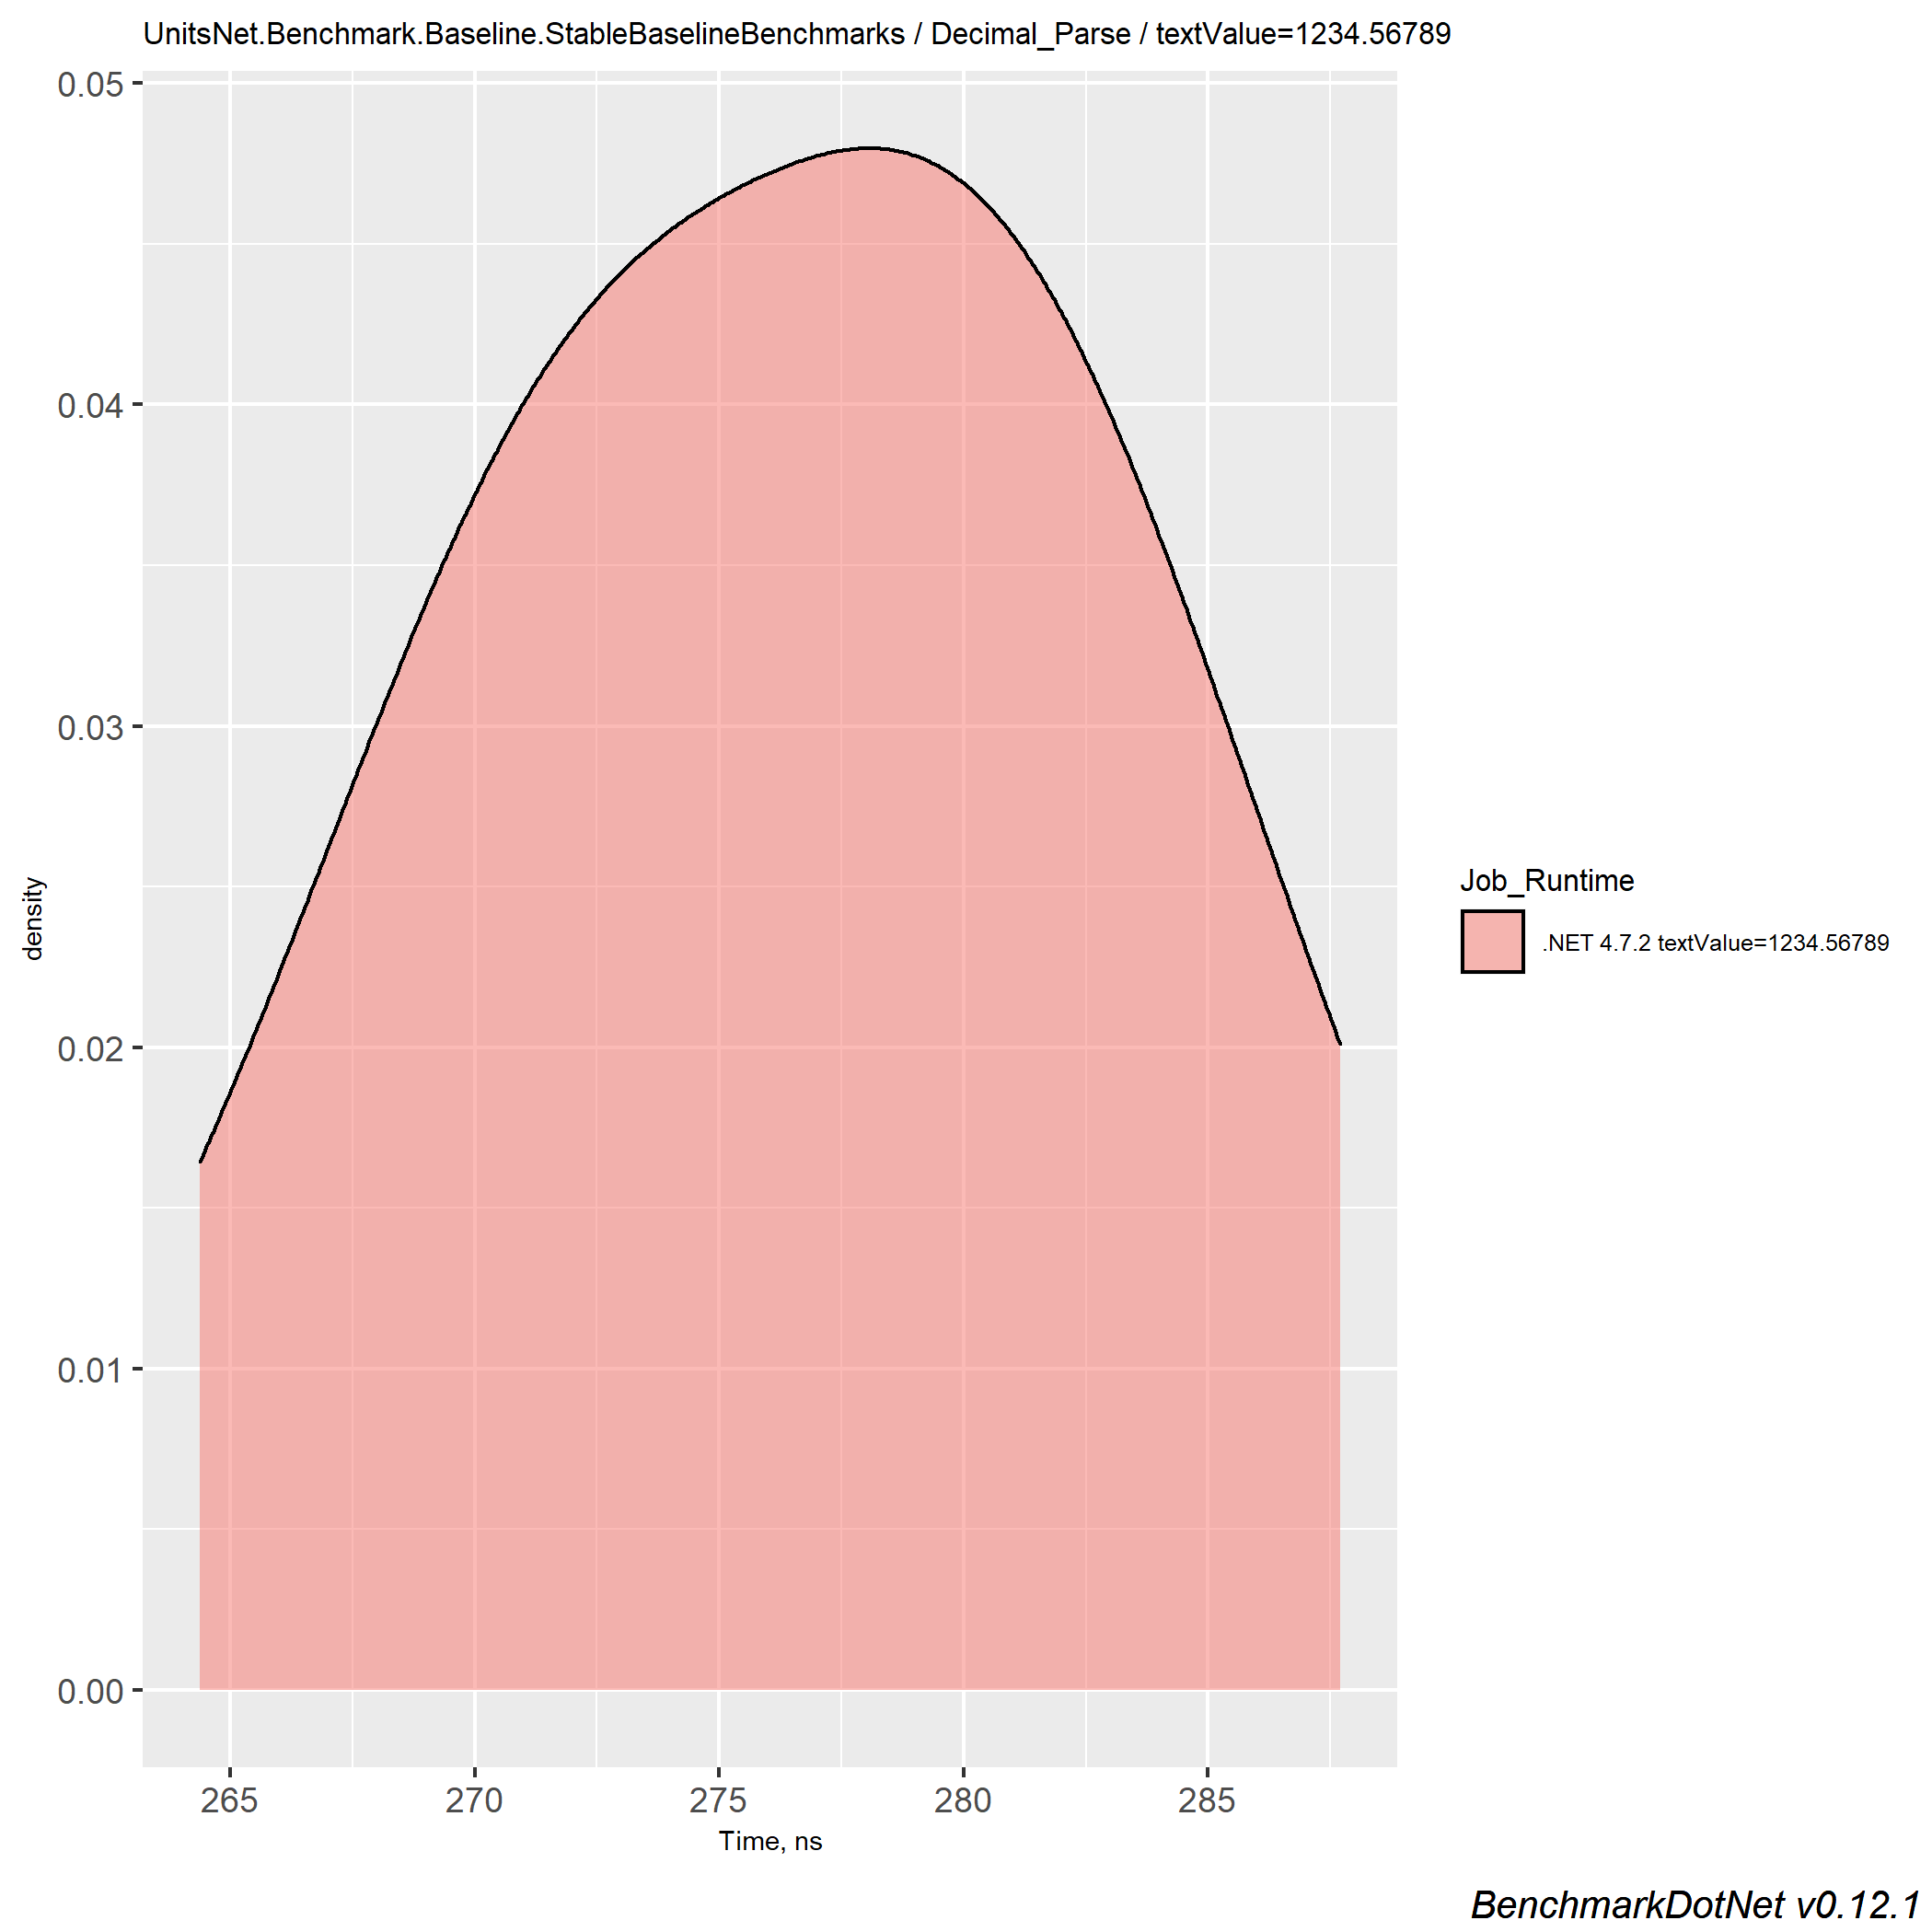 UnitsNet.Benchmark.Baseline.StableBaselineBenchmarks / Decimal_Parse / textValue=1234.56789
0.05
0.04
0.03
0.02
0.01
0.00
density
265 270 275 280 285
Time, ns
Job_Runtime
.NET 4.7.2 textValue=1234.56789
BenchmarkDotNet v0.12.1